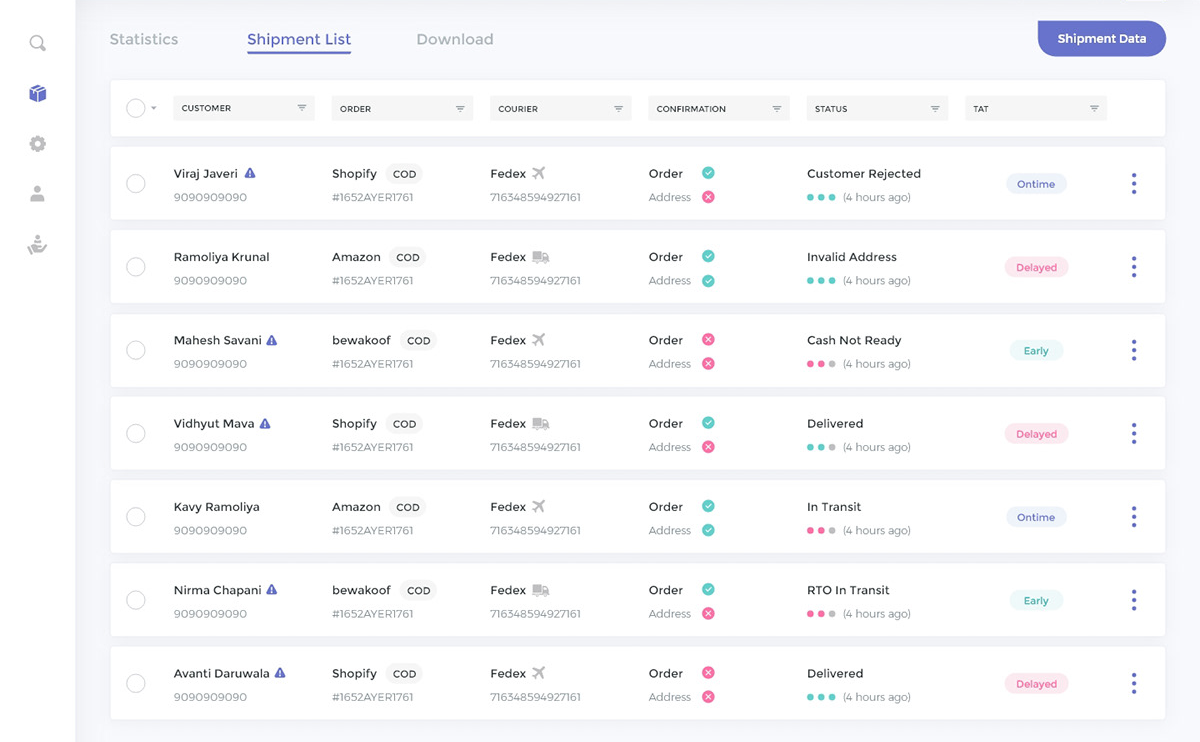 Statistics Shipment List Download Shipment Data
CUSTOMER ORDER COURIER CONFIRMATION STATUS TAT
Viraj Javeri Shopify COD Fedex Order Customer Rejected
Ontime
9090909090 #1652AYER1761 716348594927161 Address (4 hours ago)
Ramoliya Krunal Amazon COD Fedex Order Invalid Address
Delayed
9090909090 #1652AYER1761 716348594927161 Address (4 hours ago)
Mahesh Savani bewakoof COD Fedex Order Cash Not Ready
Early
9090909090 #1652AYER1761 716348594927161 Address (4 hours ago)
Vidhyut Mava Shopify COD Fedex Order Delivered
Delayed
9090909090 #1652AYER1761 716348594927161 Address (4 hours ago)
Kavy Ramoliya Amazon COD Fedex Order In Transit
Ontime
9090909090 #1652AYER1761 716348594927161 Address (4 hours ago)
Nirma Chapani bewakoof COD Fedex Order RTO In Transit
Early
9090909090 #1652AYER1761 716348594927161 Address (4 hours ago)
Avanti Daruwala Shopify COD Fedex Order Delivered
Delayed
9090909090 #1652AYER1761 716348594927161 Address (4 hours ago)